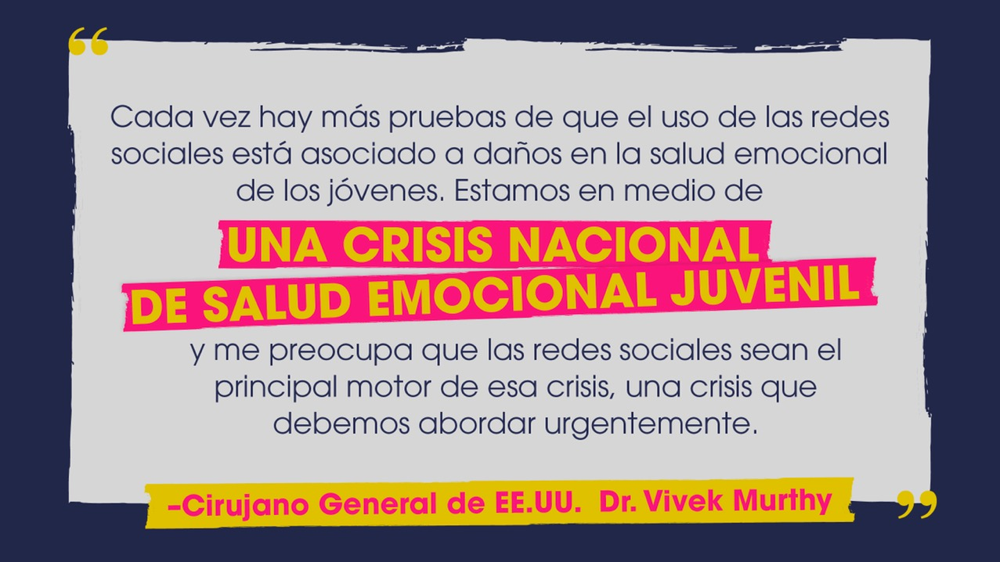 “
Cada vez hay más pruebas de que el uso de las redes
sociales está asociado a daños en la salud emocional
de los jóvenes. Estamos en medio de
UNA CRISIS NACIONAL
DE SALUD EMOCIONAL JUVENIL
y me preocupa que las redes sociales sean el
principal motor de esa crisis, una crisis que
debemos abordar urgentemente.
–Cirujano General de EE.UU. Dr. Vivek Murthy
”